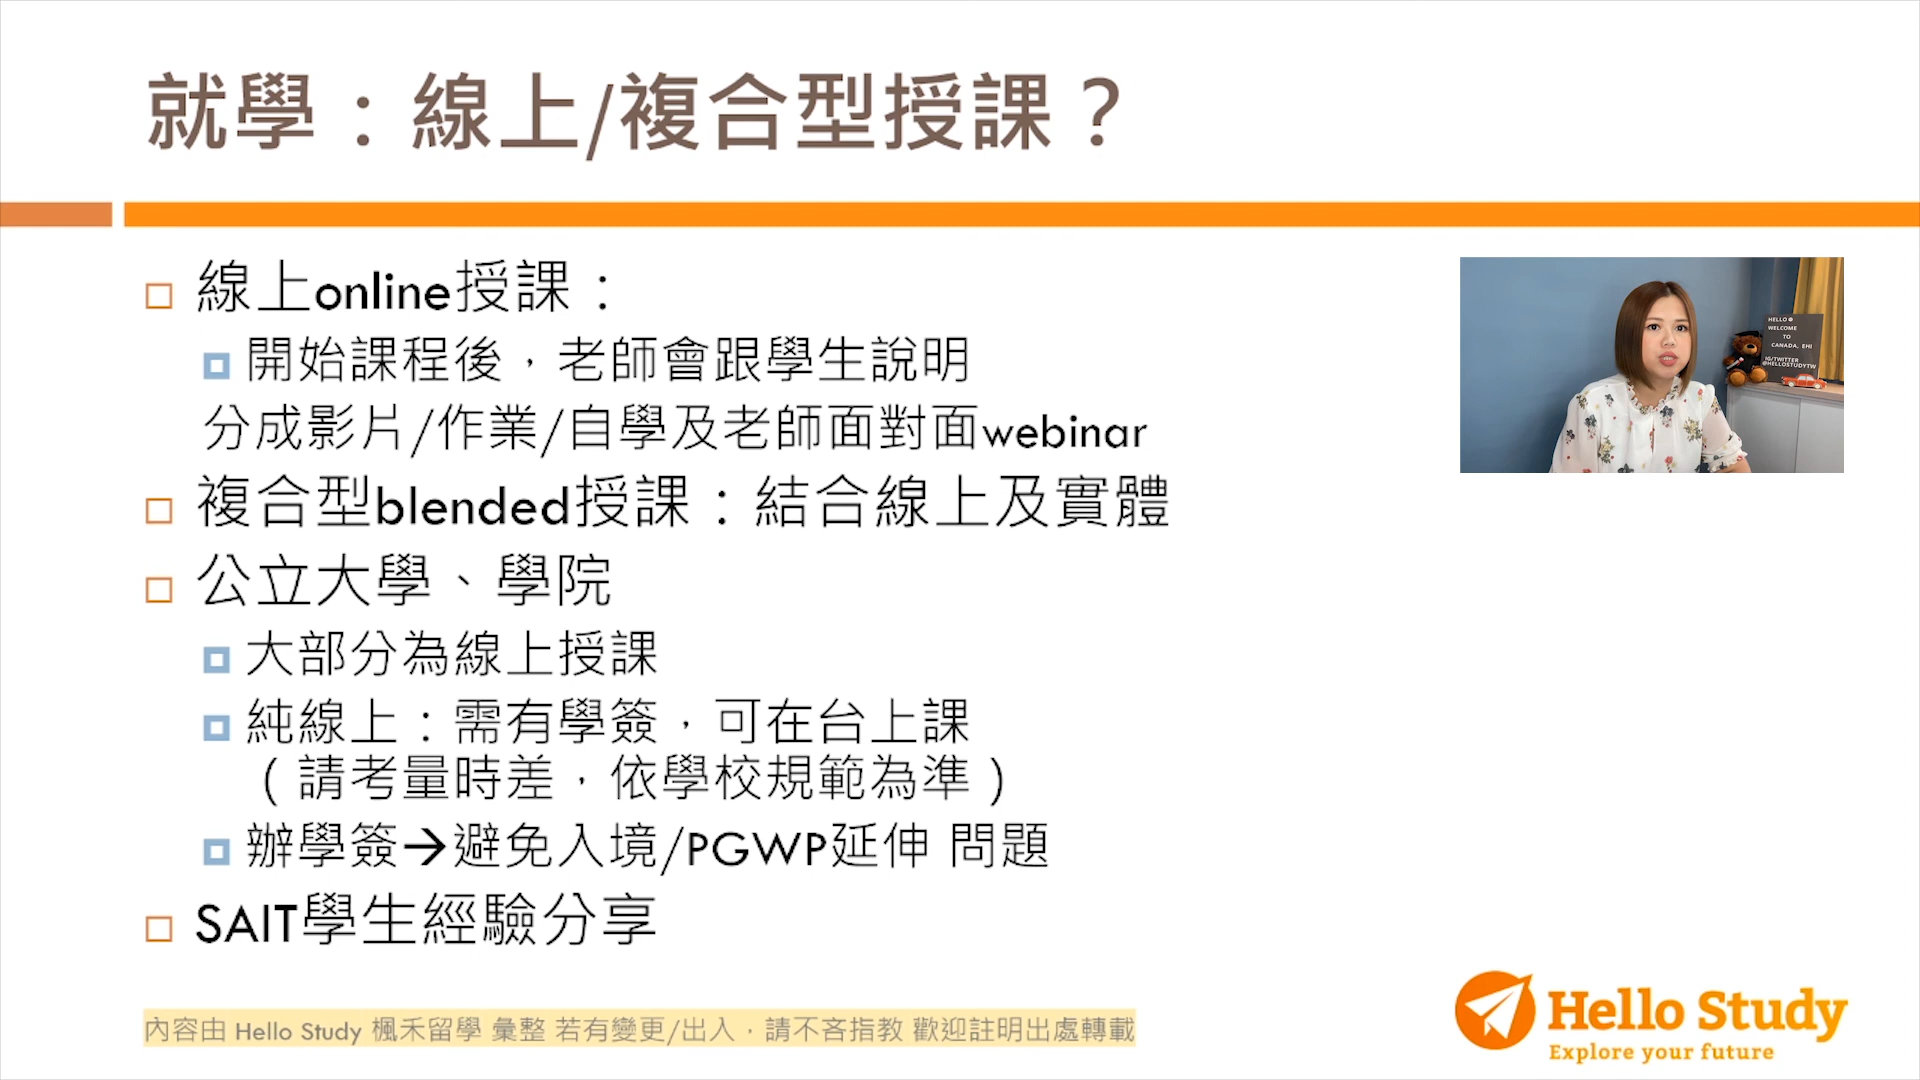 就學：線上/複合型授課？
線上online授課：
開始課程後，老師會跟學生說明
分成影片/作業/自學及老師面對面webinar
複合型blended授課：結合線上及實體
公立大學、學院
大部分為線上授課
純線上：需有學簽，可在台上課
（請考量時差，依學校規範為準）
辦學簽→避免入境/PGWP延伸 問題
SAIT學生經驗分享
內容由 Hello Study 楓禾留學 彙整 若有變更/出入，請不吝指教 歡迎註明出處轉載
HELLO
WELCOME
TO
CANADA, EH!
IG/TWITTER
@HELLOSTUDYTW
Hello Study
Explore your future